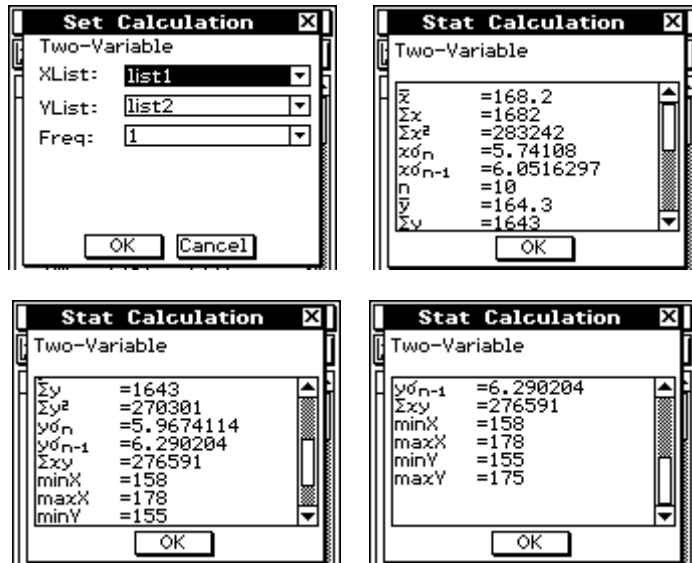 Set Calculation
Two-Variable
XList: list1
YList: list2
Freq: 1
OK Cancel
Stat Calculation
Two-Variable
x̄ =168.2
Σx =1682
Σx² =283242
xσn =5.74108
xσn-1 =6.0516297
n =10
ȳ =164.3
Σy =1643
OK
Stat Calculation
Two-Variable
Σy =1643
Σy² =270301
yσn =5.9674114
yσn-1 =6.290204
Σxy =276591
minX =158
maxX =178
minY =155
OK
Stat Calculation
Two-Variable
yσn-1 =6.290204
Σxy =276591
minX =158
maxX =178
minY =155
maxY =175
OK